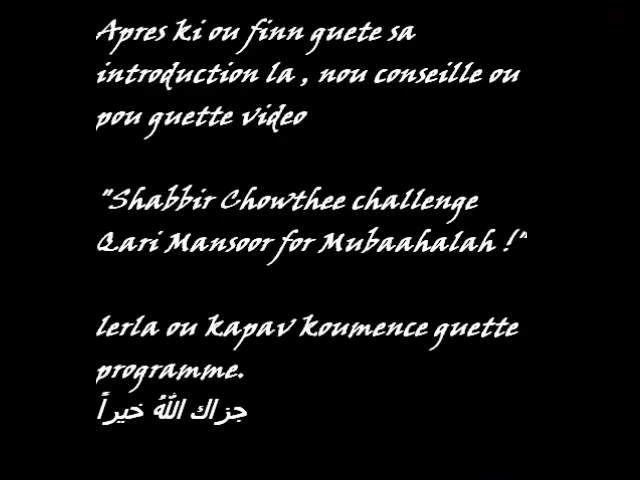 Apres ki ou finn guete sa
introduction la , nou conseille ou
pou guette video
"Shabbir Chowthee challenge
Qari Mansoor for Mubaahalah !"
lerla ou kapav koumence guette
programme.
جزاك اللهُ خيراً